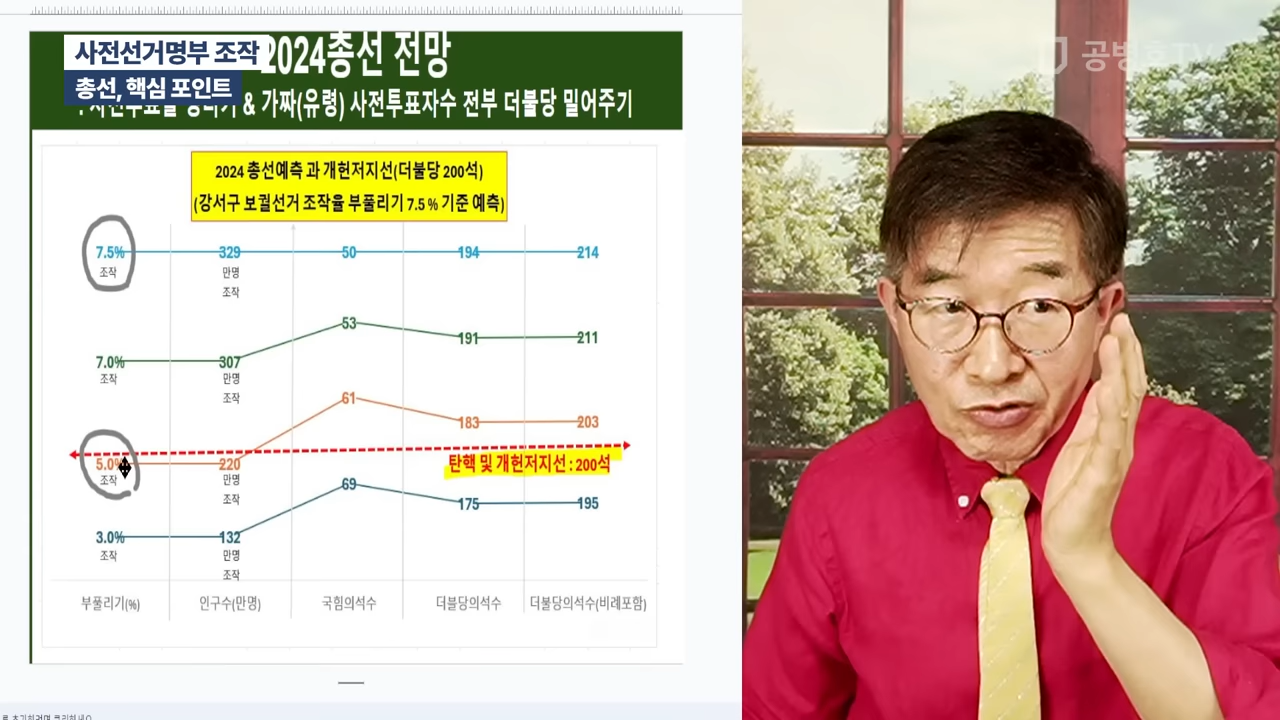 사전선거명부 조작
총선, 핵심 포인트
2024총선 전망
& 가짜(유령) 사전투표자수 전부 더불당 밀어주기
2024 총선예측 과 개헌저지선(더불당 200석)
(강서구 보궐선거 조작율 부풀리기 7.5 % 기준 예측)
7.5% 329 50 194 214
조작 만명
조작
7.0% 307 53 191 211
조작 만명
조작
5.0% 220 61 183 203
조작 만명
조작
탄핵 및 개헌저지선 : 200석
3.0% 132 69 175 195
조작 만명
조작
부풀리기(%) 인구수(만명) 국힘의석수 더블당의석수 더불당의석수(비례포함)
공병호TV